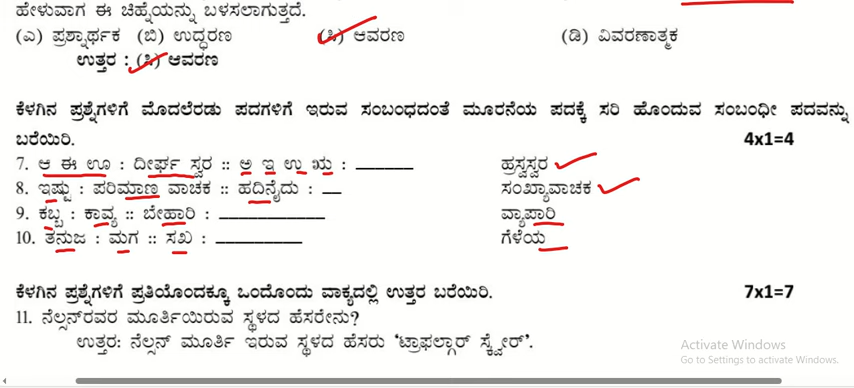 ಹೇಳುವಾಗ ಈ ಚಿಹ್ನೆಯನ್ನು ಬಳಸಲಾಗುತ್ತದೆ.
(ಎ) ಪ್ರಶ್ನಾರ್ಥಕ (ಬಿ) ಉದ್ಧರಣ (ಸಿ) ಆವರಣ (ಡಿ) ವಿವರಣಾತ್ಮಕ
ಉತ್ತರ : (ಸಿ) ಆವರಣ
ಕೆಳಗಿನ ಪ್ರಶ್ನೆಗಳಿಗೆ ಮೊದಲೆರಡು ಪದಗಳಿಗೆ ಇರುವ ಸಂಬಂಧದಂತೆ ಮೂರನೆಯ ಪದಕ್ಕೆ ಸರಿ ಹೊಂದುವ ಸಂಬಂಧೀ ಪದವನ್ನು
ಬರೆಯಿರಿ. 4x1=4
7. ಆ ಈ ಊ : ದೀರ್ಘ ಸ್ವರ :: ಅ ಇ ಉ ಋ : ______ ಹ್ರಸ್ವಸ್ವರ
8. ಇಷ್ಟು : ಪರಿಮಾಣ ವಾಚಕ :: ಹದಿನೈದು : __ ಸಂಖ್ಯಾವಾಚಕ
9. ಕಬ್ಬ : ಕಾವ್ಯ :: ಬೇಹಾರಿ : ___________ ವ್ಯಾಪಾರಿ
10. ತನುಜ : ಮಗ :: ಸಖ : _________ ಗೆಳೆಯ
ಕೆಳಗಿನ ಪ್ರಶ್ನೆಗಳಿಗೆ ಪ್ರತಿಯೊಂದಕ್ಕೂ ಒಂದೊಂದು ವಾಕ್ಯದಲ್ಲಿ ಉತ್ತರ ಬರೆಯಿರಿ. 7x1=7
11. ನೆಲ್ಸನ್‌ರವರ ಮೂರ್ತಿಯಿರುವ ಸ್ಥಳದ ಹೆಸರೇನು?
ಉತ್ತರ: ನೆಲ್ಸನ್ ಮೂರ್ತಿ ಇರುವ ಸ್ಥಳದ ಹೆಸರು ‘ಟ್ರಾಫಲ್ಗಾರ್ ಸ್ಕ್ವೇರ್’.
Activate Windows
Go to Settings to activate Windows.